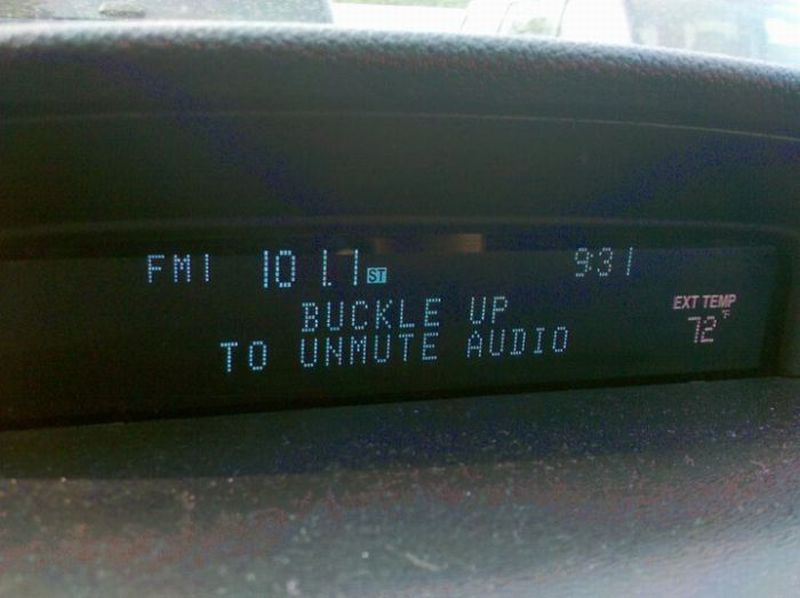 FM1 101.1 ST 9:31
BUCKLE UP
TO UNMUTE AUDIO
EXT TEMP
72°F